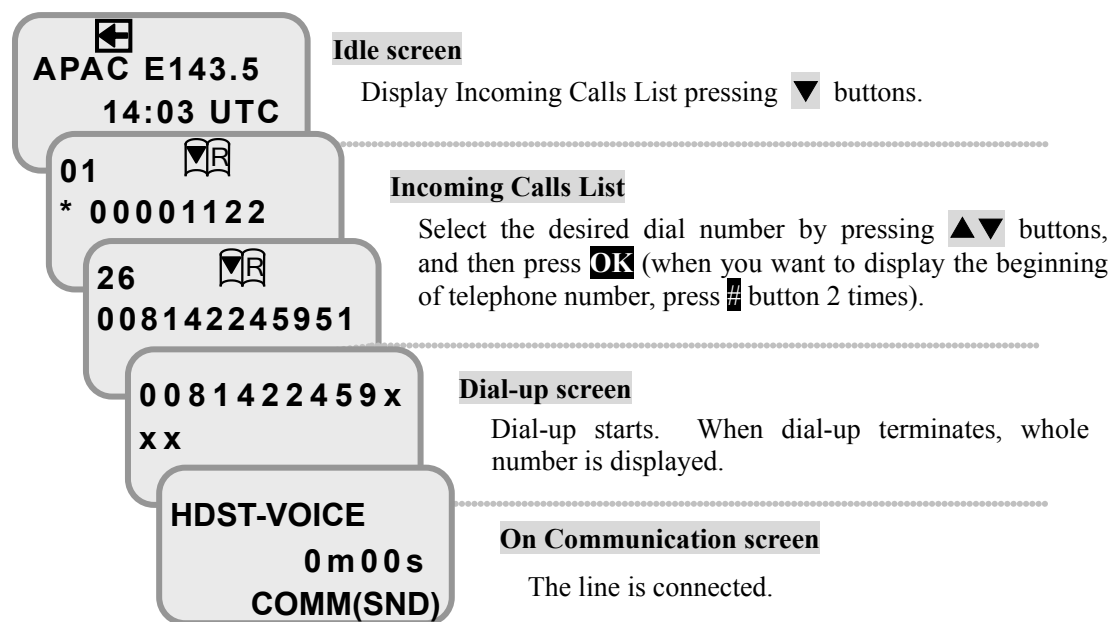 APAC E143.5
14:03 UTC
Idle screen
Display Incoming Calls List pressing ▼ buttons.
01 ▼R
* 00001122
Incoming Calls List
Select the desired dial number by pressing ▲▼ buttons,
and then press OK (when you want to display the beginning
of telephone number, press # button 2 times).
26 ▼R
008142245951
0081422459x
xx
Dial-up screen
Dial-up starts. When dial-up terminates, whole
number is displayed.
HDST-VOICE
0m00s
COMM(SND)
On Communication screen
The line is connected.